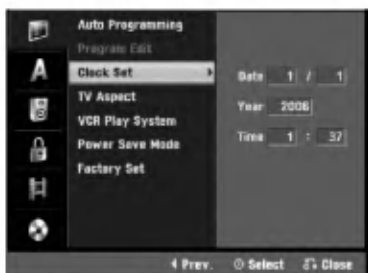 Auto Programming
Program Edit
Clock Set
TV Aspect
VCR Play System
Power Save Mode
Factory Set
Date 1 / 1
Year 2006
Time 1 : 37
A
Prev. Select Close